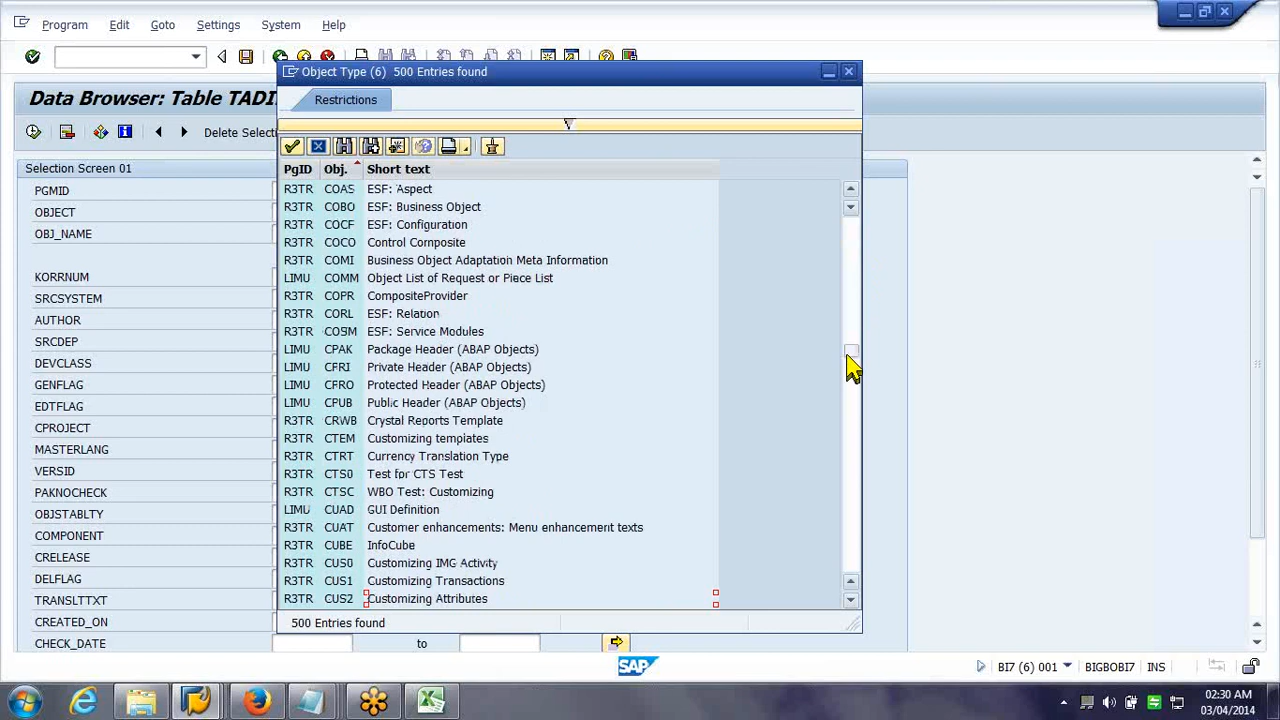 Program Edit Goto Settings System Help
Data Browser: Table TADI
Delete Selecti
Selection Screen 01
PGMID
OBJECT
OBJ_NAME
KORRNUM
SRCSYSTEM
AUTHOR
SRCDEP
DEVCLASS
GENFLAG
EDTFLAG
CPROJECT
MASTERLANG
VERSID
PAKNOCHECK
OBJSTABLTY
COMPONENT
CRELEASE
DELFLAG
TRANSLTTXT
CREATED_ON
CHECK_DATE to
Object Type (6) 500 Entries found
Restrictions
PgID Obj. Short text
R3TR COAS ESF: Aspect
R3TR COBO ESF: Business Object
R3TR COCF ESF: Configuration
R3TR COCO Control Composite
R3TR COMI Business Object Adaptation Meta Information
LIMU COMM Object List of Request or Piece List
R3TR COPR CompositeProvider
R3TR CORL ESF: Relation
R3TR COSM ESF: Service Modules
LIMU CPAK Package Header (ABAP Objects)
LIMU CPRI Private Header (ABAP Objects)
LIMU CPRO Protected Header (ABAP Objects)
LIMU CPUB Public Header (ABAP Objects)
R3TR CRWB Crystal Reports Template
R3TR CTEM Customizing templates
R3TR CTRT Currency Translation Type
R3TR CTS0 Test for CTS Test
R3TR CTSC WBO Test: Customizing
LIMU CUAD GUI Definition
R3TR CUAT Customer enhancements: Menu enhancement texts
R3TR CUBE InfoCube
R3TR CUS0 Customizing IMG Activity
R3TR CUS1 Customizing Transactions
R3TR CUS2 Customizing Attributes
500 Entries found
SAP
BI7 (6) 001 BIGBOBI7 INS
02:30 AM
03/04/2014